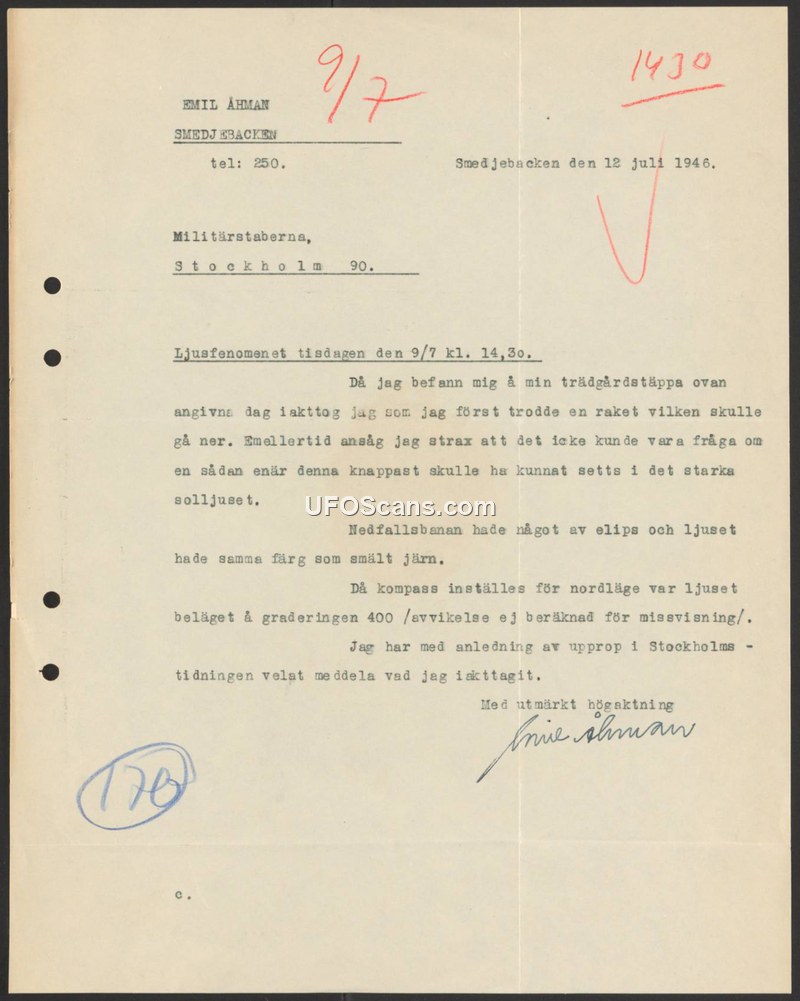 9/7
1430
EMIL ÅHMAN
SMEDJEBACKEN
tel: 250.
Smedjebacken den 12 juli 1946.
Militärstaberna,
Stockholm 90.
Ljusfenomenet tisdagen den 9/7 kl. 14,3o.
Då jag befann mig å min trädgårdstäppa ovan
angivna dag iakttog jag som jag först trodde en raket vilken skulle
gå ner. Emellertid ansåg jag strax att det icke kunde vara fråga om
en sådan enär denna knappast skulle ha kunnat setts i det starka
solljuset.
UFOScans.com
Nedfallsbanan hade något av elips och ljuset
hade samma färg som smält järn.
Då kompass inställes för nordläge var ljuset
beläget å graderingen 400 /avvikelse ej beräknad för missvisning/.
Jag har med anledning av upprop i Stockholms -
tidningen velat meddela vad jag iakttagit.
Med utmärkt högaktning
Emil Åhman
170
c.